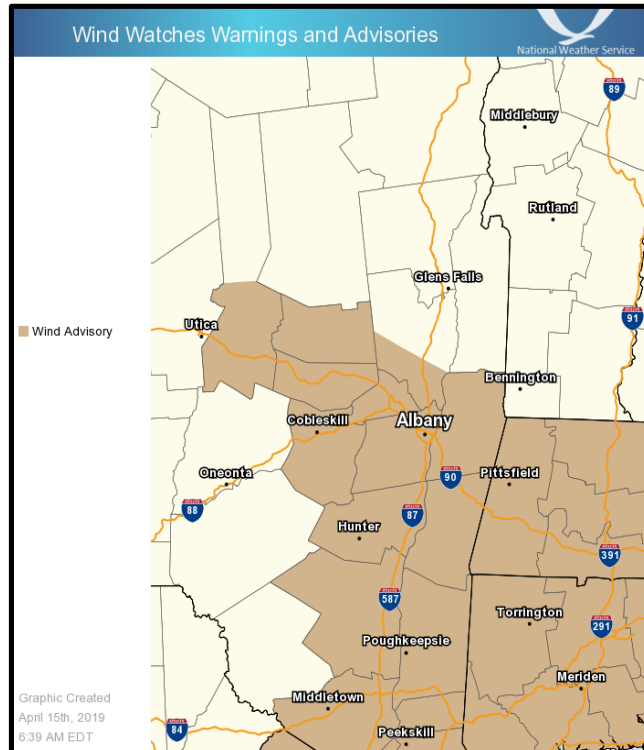 Wind Watches Warnings and Advisories
National Weather Service
89
Middlebury
Rutland
Glens Falls
91
Wind Advisory
Utica
Bennington
Cobleskill
Albany
Oneonta
90
Pittsfield
88
87
Hunter
391
587
Torrington
291
Poughkeepsie
Meriden
Middletown
Graphic Created
April 15th, 2019
84
6:39 AM EDT
Peekskill